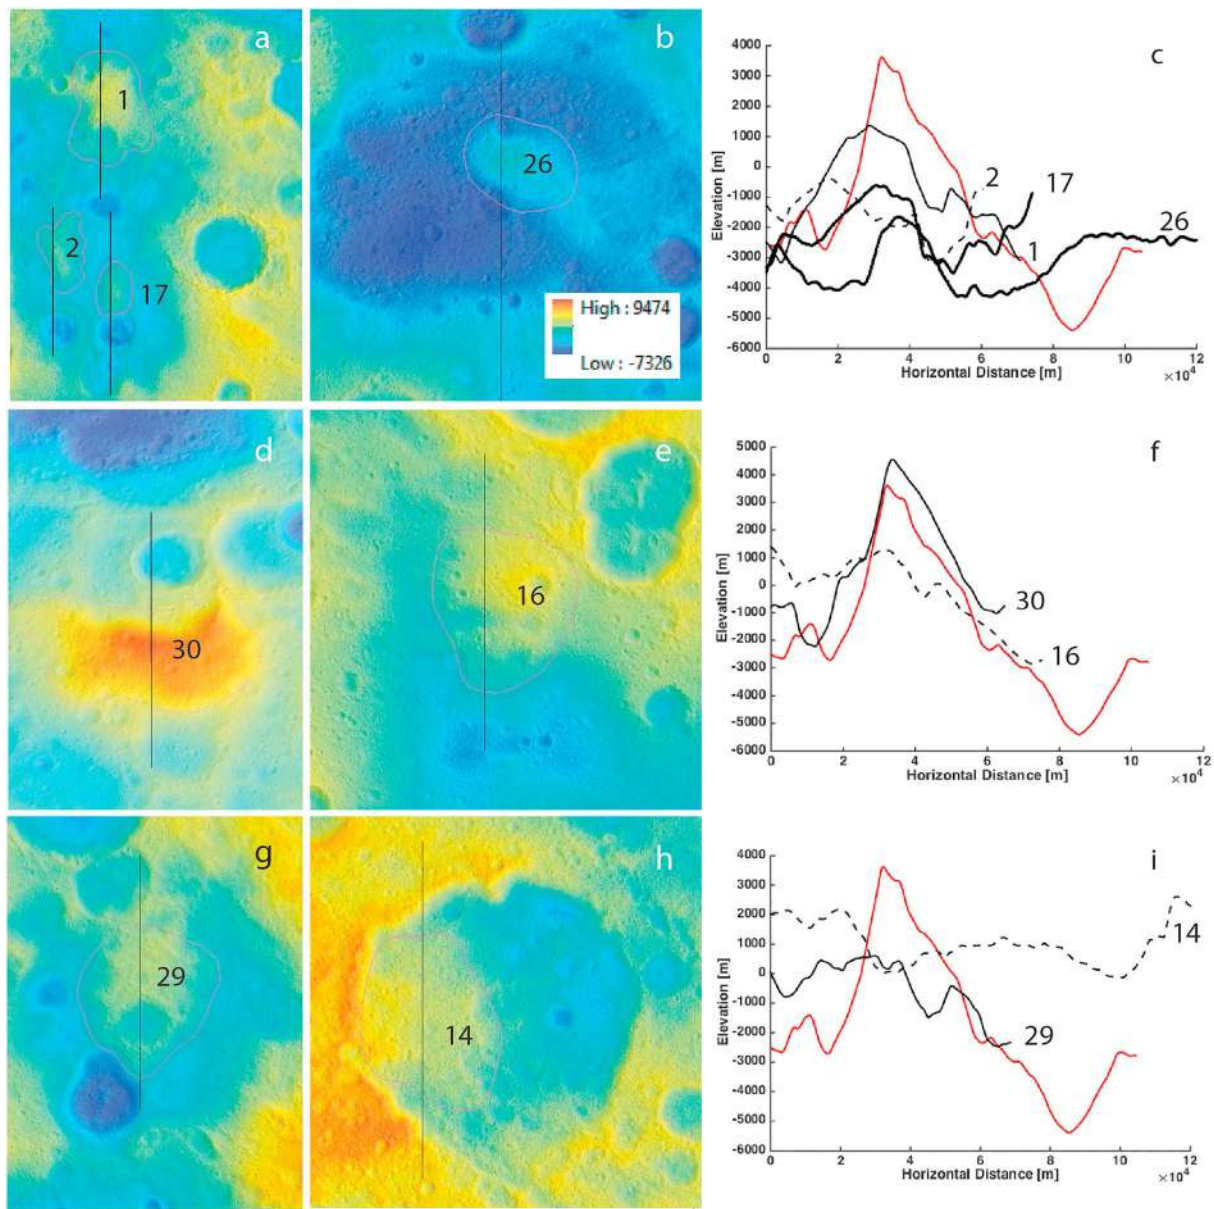 a
1
2
17
b
26
High : 9474
Low : -7326
c
4000
3000
2000
1000
0
-1000
-2000
-3000
-4000
-5000
-6000
Elevation [m]
2
17
26
1
0 2 4 6 8 10 12
Horizontal Distance [m]
×10⁴
d
30
e
16
f
5000
4000
3000
2000
1000
0
-1000
-2000
-3000
-4000
-5000
-6000
Elevation [m]
30
16
0 2 4 6 8 10 12
Horizontal Distance [m]
×10⁴
g
29
h
14
i
4000
3000
2000
1000
0
-1000
-2000
-3000
-4000
-5000
-6000
Elevation [m]
14
29
0 2 4 6 8 10 12
Horizontal Distance [m]
×10⁴